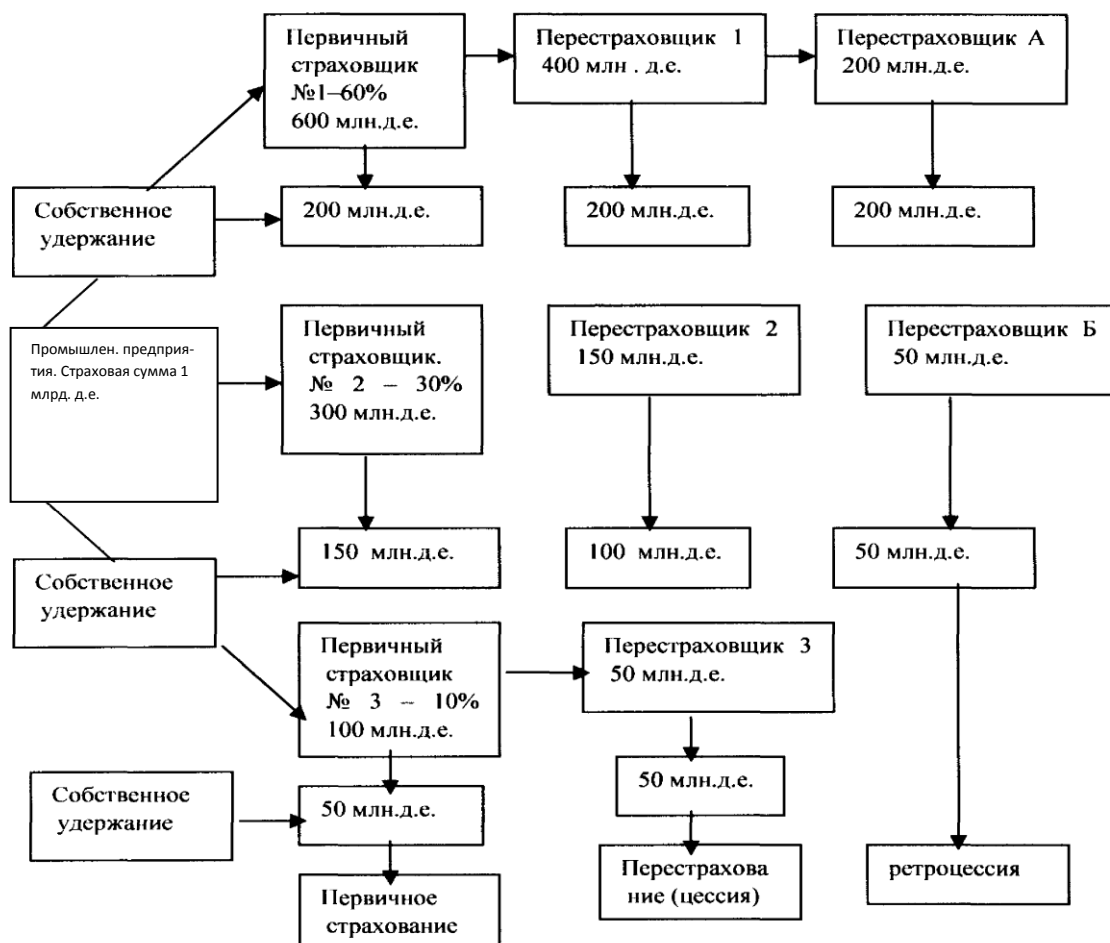 Первичный
страховщик
№1–60%
600 млн.д.е.
Перестраховщик 1
400 млн . д.е.
Перестраховщик А
200 млн.д.е.
Собственное
удержание
200 млн.д.е.
200 млн.д.е.
200 млн.д.е.
Промышлен. предприя-
тия. Страховая сумма 1
млрд. д.е.
Первичный
страховщик.
№ 2 – 30%
300 млн.д.е.
Перестраховщик 2
150 млн.д.е.
Перестраховщик Б
50 млн.д.е.
Собственное
удержание
150 млн.д.е.
100 млн.д.е.
50 млн.д.е.
Первичный
страховщик
№ 3 – 10%
100 млн.д.е.
Перестраховщик 3
50 млн.д.е.
Собственное
удержание
50 млн.д.е.
50 млн.д.е.
Первичное
страхование
Перестрахова
ние (цессия)
ретроцессия